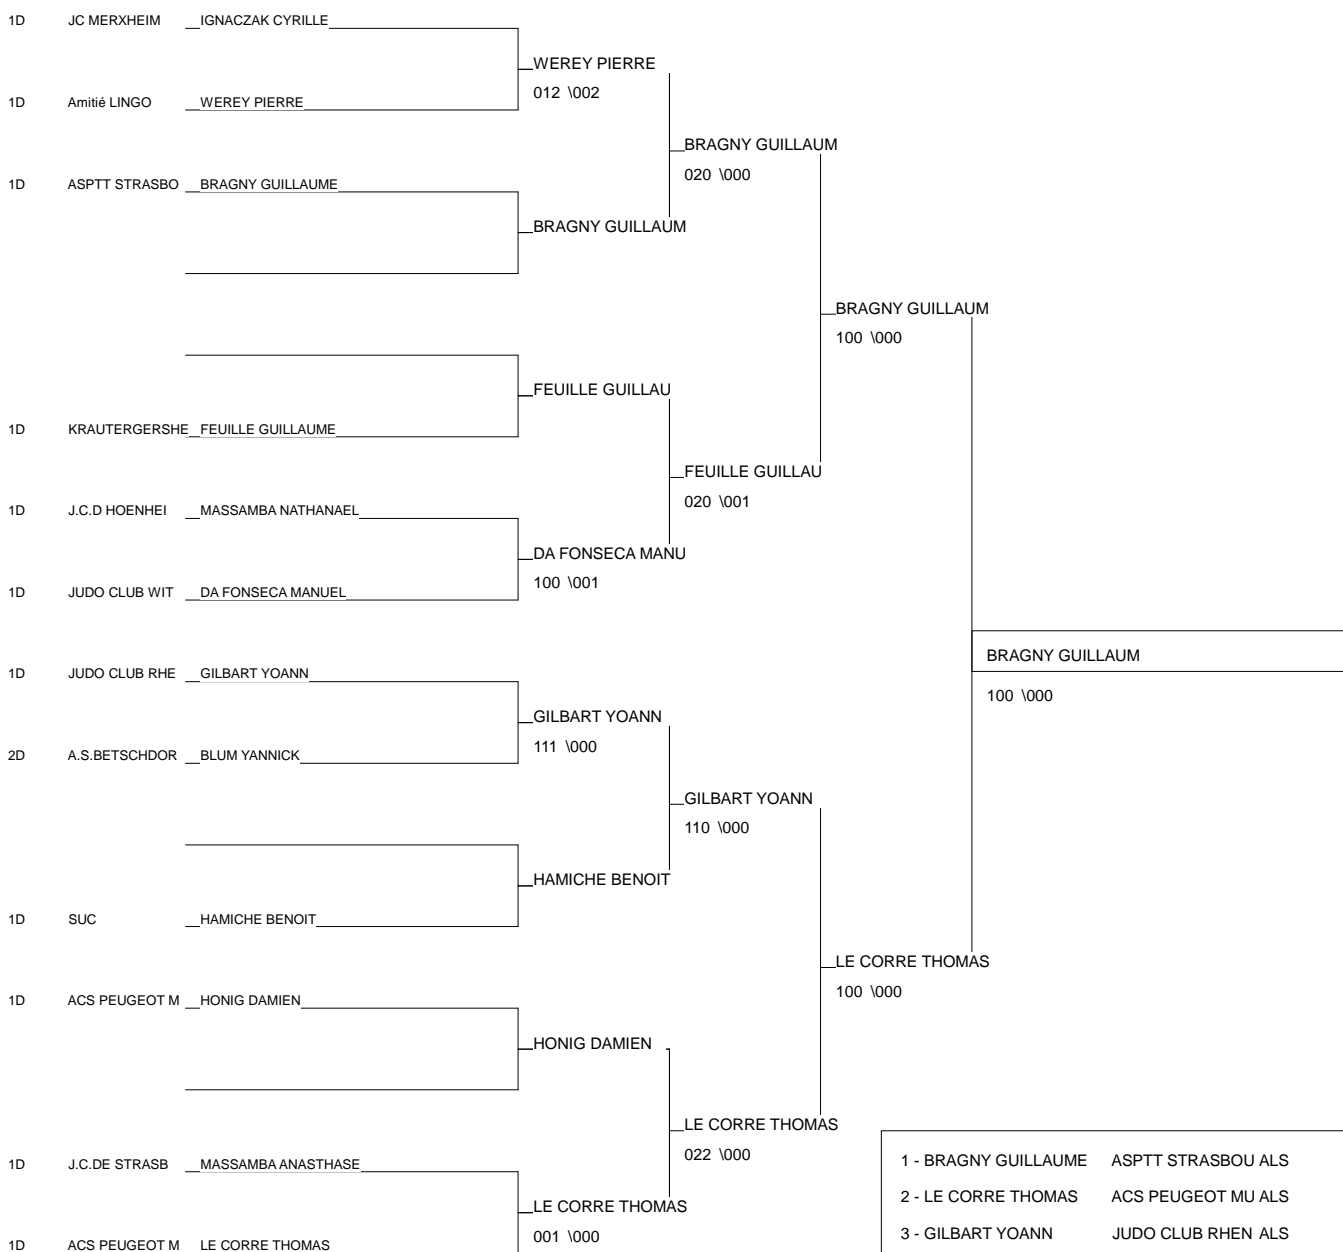 1D JC MERXHEIM IGNACZAK CYRILLE
WEREY PIERRE
012 \002
1D Amitié LINGO WEREY PIERRE
BRAGNY GUILLAUM
020 \000
1D ASPTT STRASBO BRAGNY GUILLAUME
BRAGNY GUILLAUM
BRAGNY GUILLAUM
100 \000
FEUILLE GUILLAU
1D KRAUTERGERSHE FEUILLE GUILLAUME
FEUILLE GUILLAU
020 \001
1D J.C.D HOENHEI MASSAMBA NATHANAEL
DA FONSECA MANU
100 \001
1D JUDO CLUB WIT DA FONSECA MANUEL
BRAGNY GUILLAUM
100 \000
1D JUDO CLUB RHE GILBART YOANN
GILBART YOANN
111 \000
2D A.S.BETSCHDOR BLUM YANNICK
GILBART YOANN
110 \000
HAMICHE BENOIT
1D SUC HAMICHE BENOIT
LE CORRE THOMAS
100 \000
1D ACS PEUGEOT M HONIG DAMIEN
HONIG DAMIEN
LE CORRE THOMAS
022 \000
1D J.C.DE STRASB MASSAMBA ANASTHASE
LE CORRE THOMAS
001 \000
1D ACS PEUGEOT M LE CORRE THOMAS
1 - BRAGNY GUILLAUME ASPTT STRASBOU ALS
2 - LE CORRE THOMAS ACS PEUGEOT MU ALS
3 - GILBART YOANN JUDO CLUB RHEN ALS